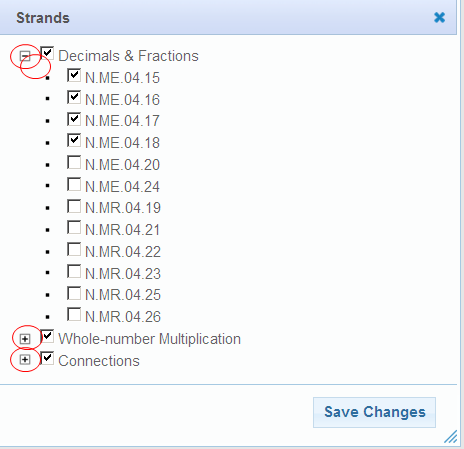 Strands
Decimals & Fractions
N.ME.04.15
N.ME.04.16
N.ME.04.17
N.ME.04.18
N.ME.04.20
N.ME.04.24
N.MR.04.19
N.MR.04.21
N.MR.04.22
N.MR.04.23
N.MR.04.25
N.MR.04.26
Whole-number Multiplication
Connections
Save Changes